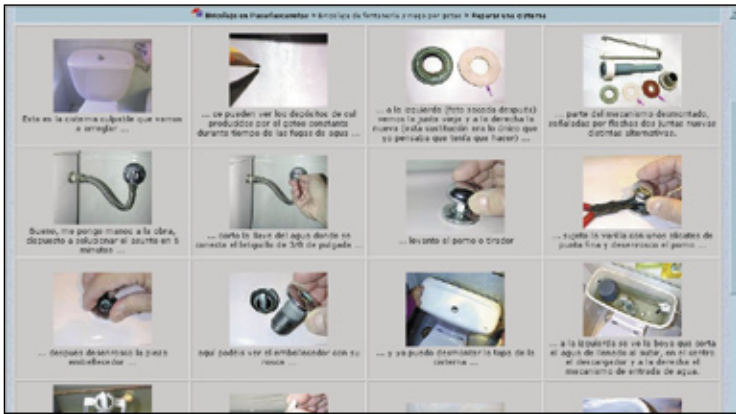 Bricolaje en Pasarlascanutas > Bricolaje de fontanería y riego por goteo > Reparar una cisterna
Esta es la cisterna culpable que vamos
a arreglar ...
... se pueden ver los depósitos de cal
producidos por el goteo constante
durante tiempo de las fugas de agua ...
... a la izquierda (foto sacada después)
vemos la junta vieja y a la derecha la
nueva (esta sustitución era lo único que
yo pensaba que tenía que hacer) ...
... parte del mecanismo desmontado,
señaladas por flechas dos juntas nuevas
distintas alternativas.
Bueno, me pongo manos a la obra,
dispuesto a solucionar el asunto en 5
minutos ...
... corto la llave del agua donde se
conecta el latiguillo de 3/8 de pulgada ...
... levanto el pomo o tirador
... sujeto la varilla con unos alicates de
punta fina y desenrosco el pomo ...
... después desenrosco la pieza
embellecedor ...
aquí podéis ver el embellecedor con su
rosca ...
... y ya puedo desmontar la tapa de la
cisterna ...
... a la izquierda se ve la boya que corta
el agua de llenado al subir, en el centro
el descargador y a la derecha el
mecanismo de entrada de agua.